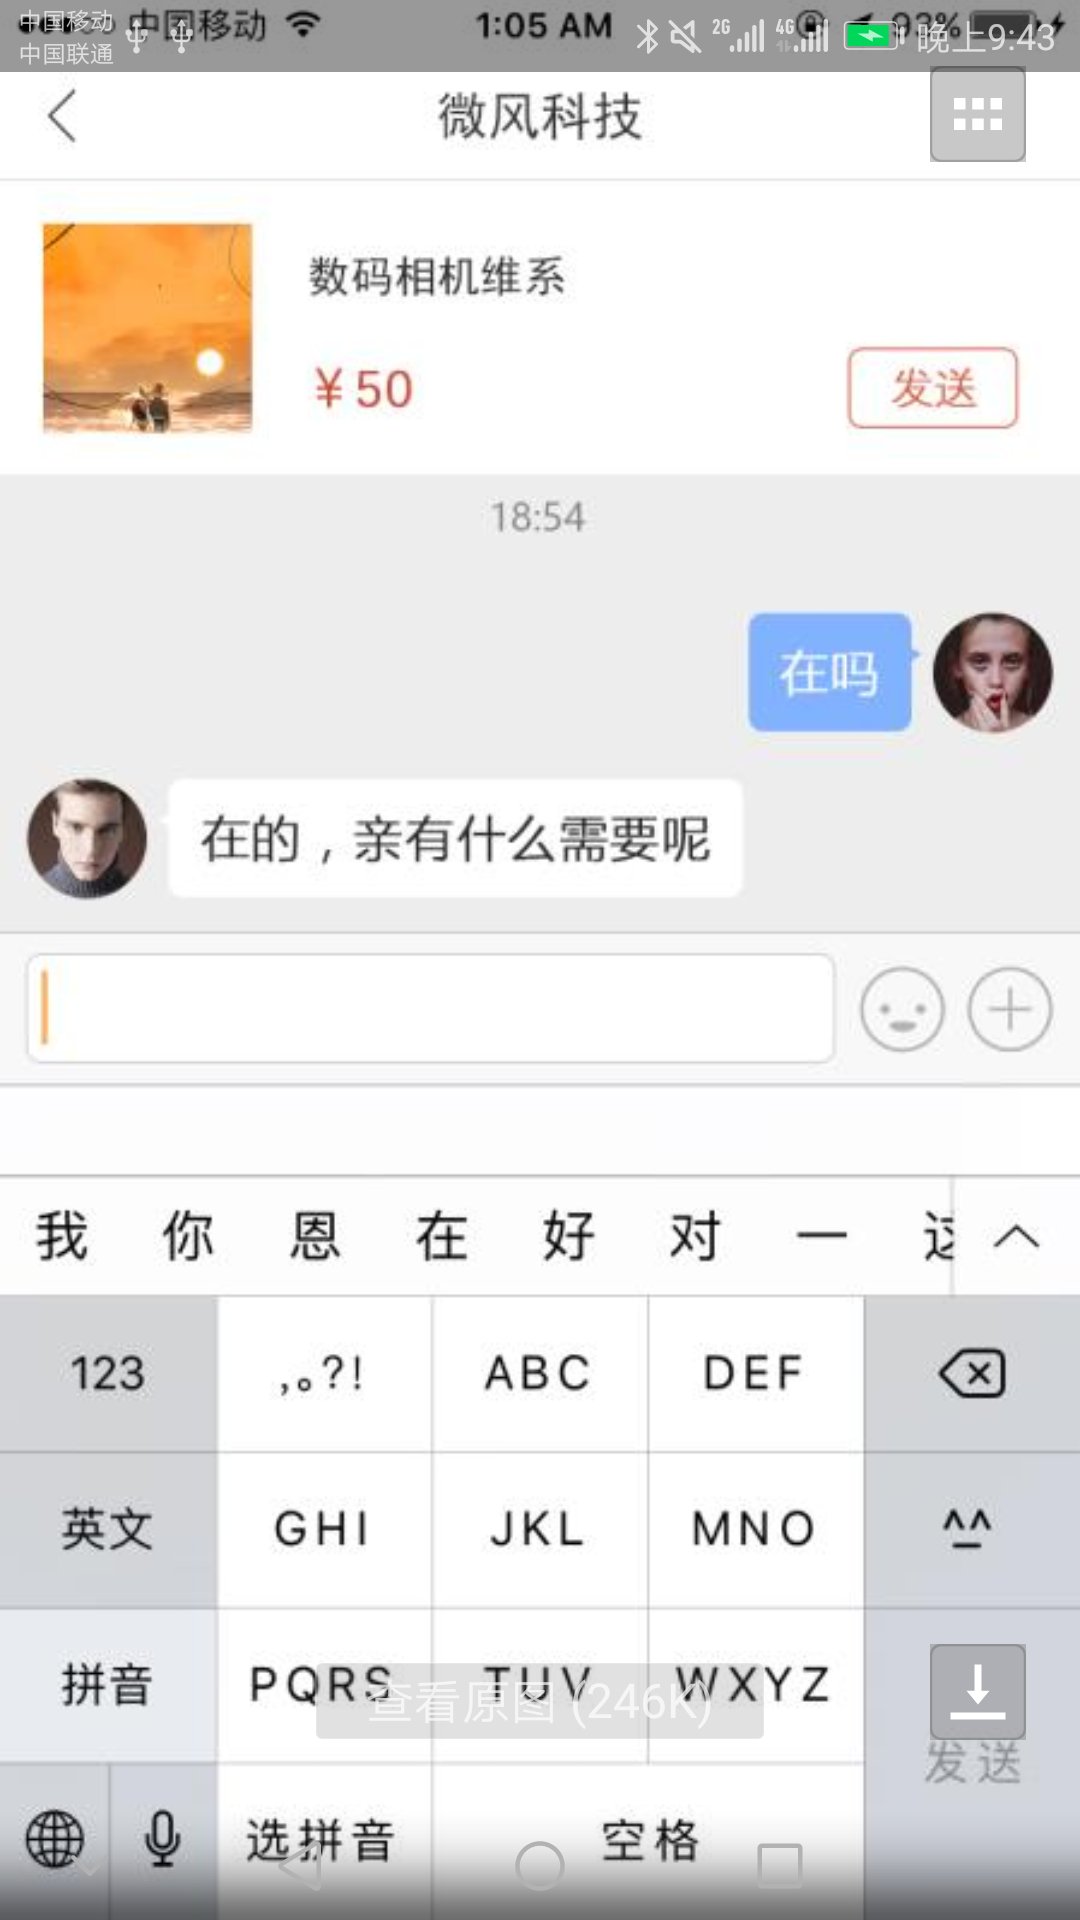 中国移动
中国联通
中国移动
1:05 AM
2G
4G
93%
晚上9:43
微风科技
数码相机维系
¥50
发送
18:54
在吗
在的，亲有什么需要呢
我 你 恩 在 好 对 一
123 ,。?! ABC DEF
英文 GHI JKL MNO ^^
拼音 PQRS TUV WXYZ
查看原图 (246K)
发送
选拼音 空格